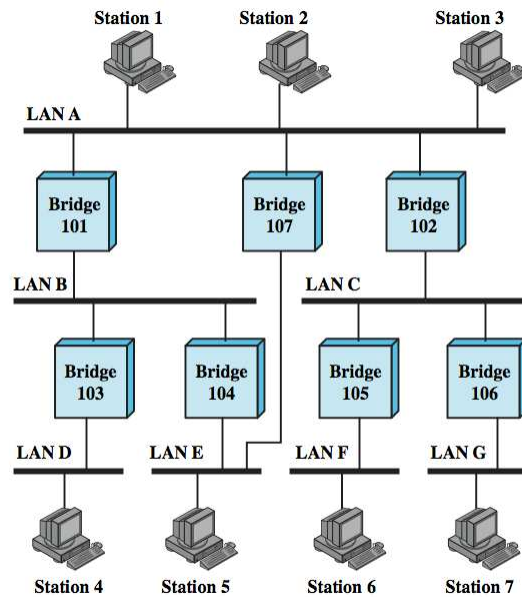 Station 1 Station 2 Station 3
LAN A
Bridge 101
Bridge 107
Bridge 102
LAN B LAN C
Bridge 103
Bridge 104
Bridge 105
Bridge 106
LAN D LAN E LAN F LAN G
Station 4 Station 5 Station 6 Station 7